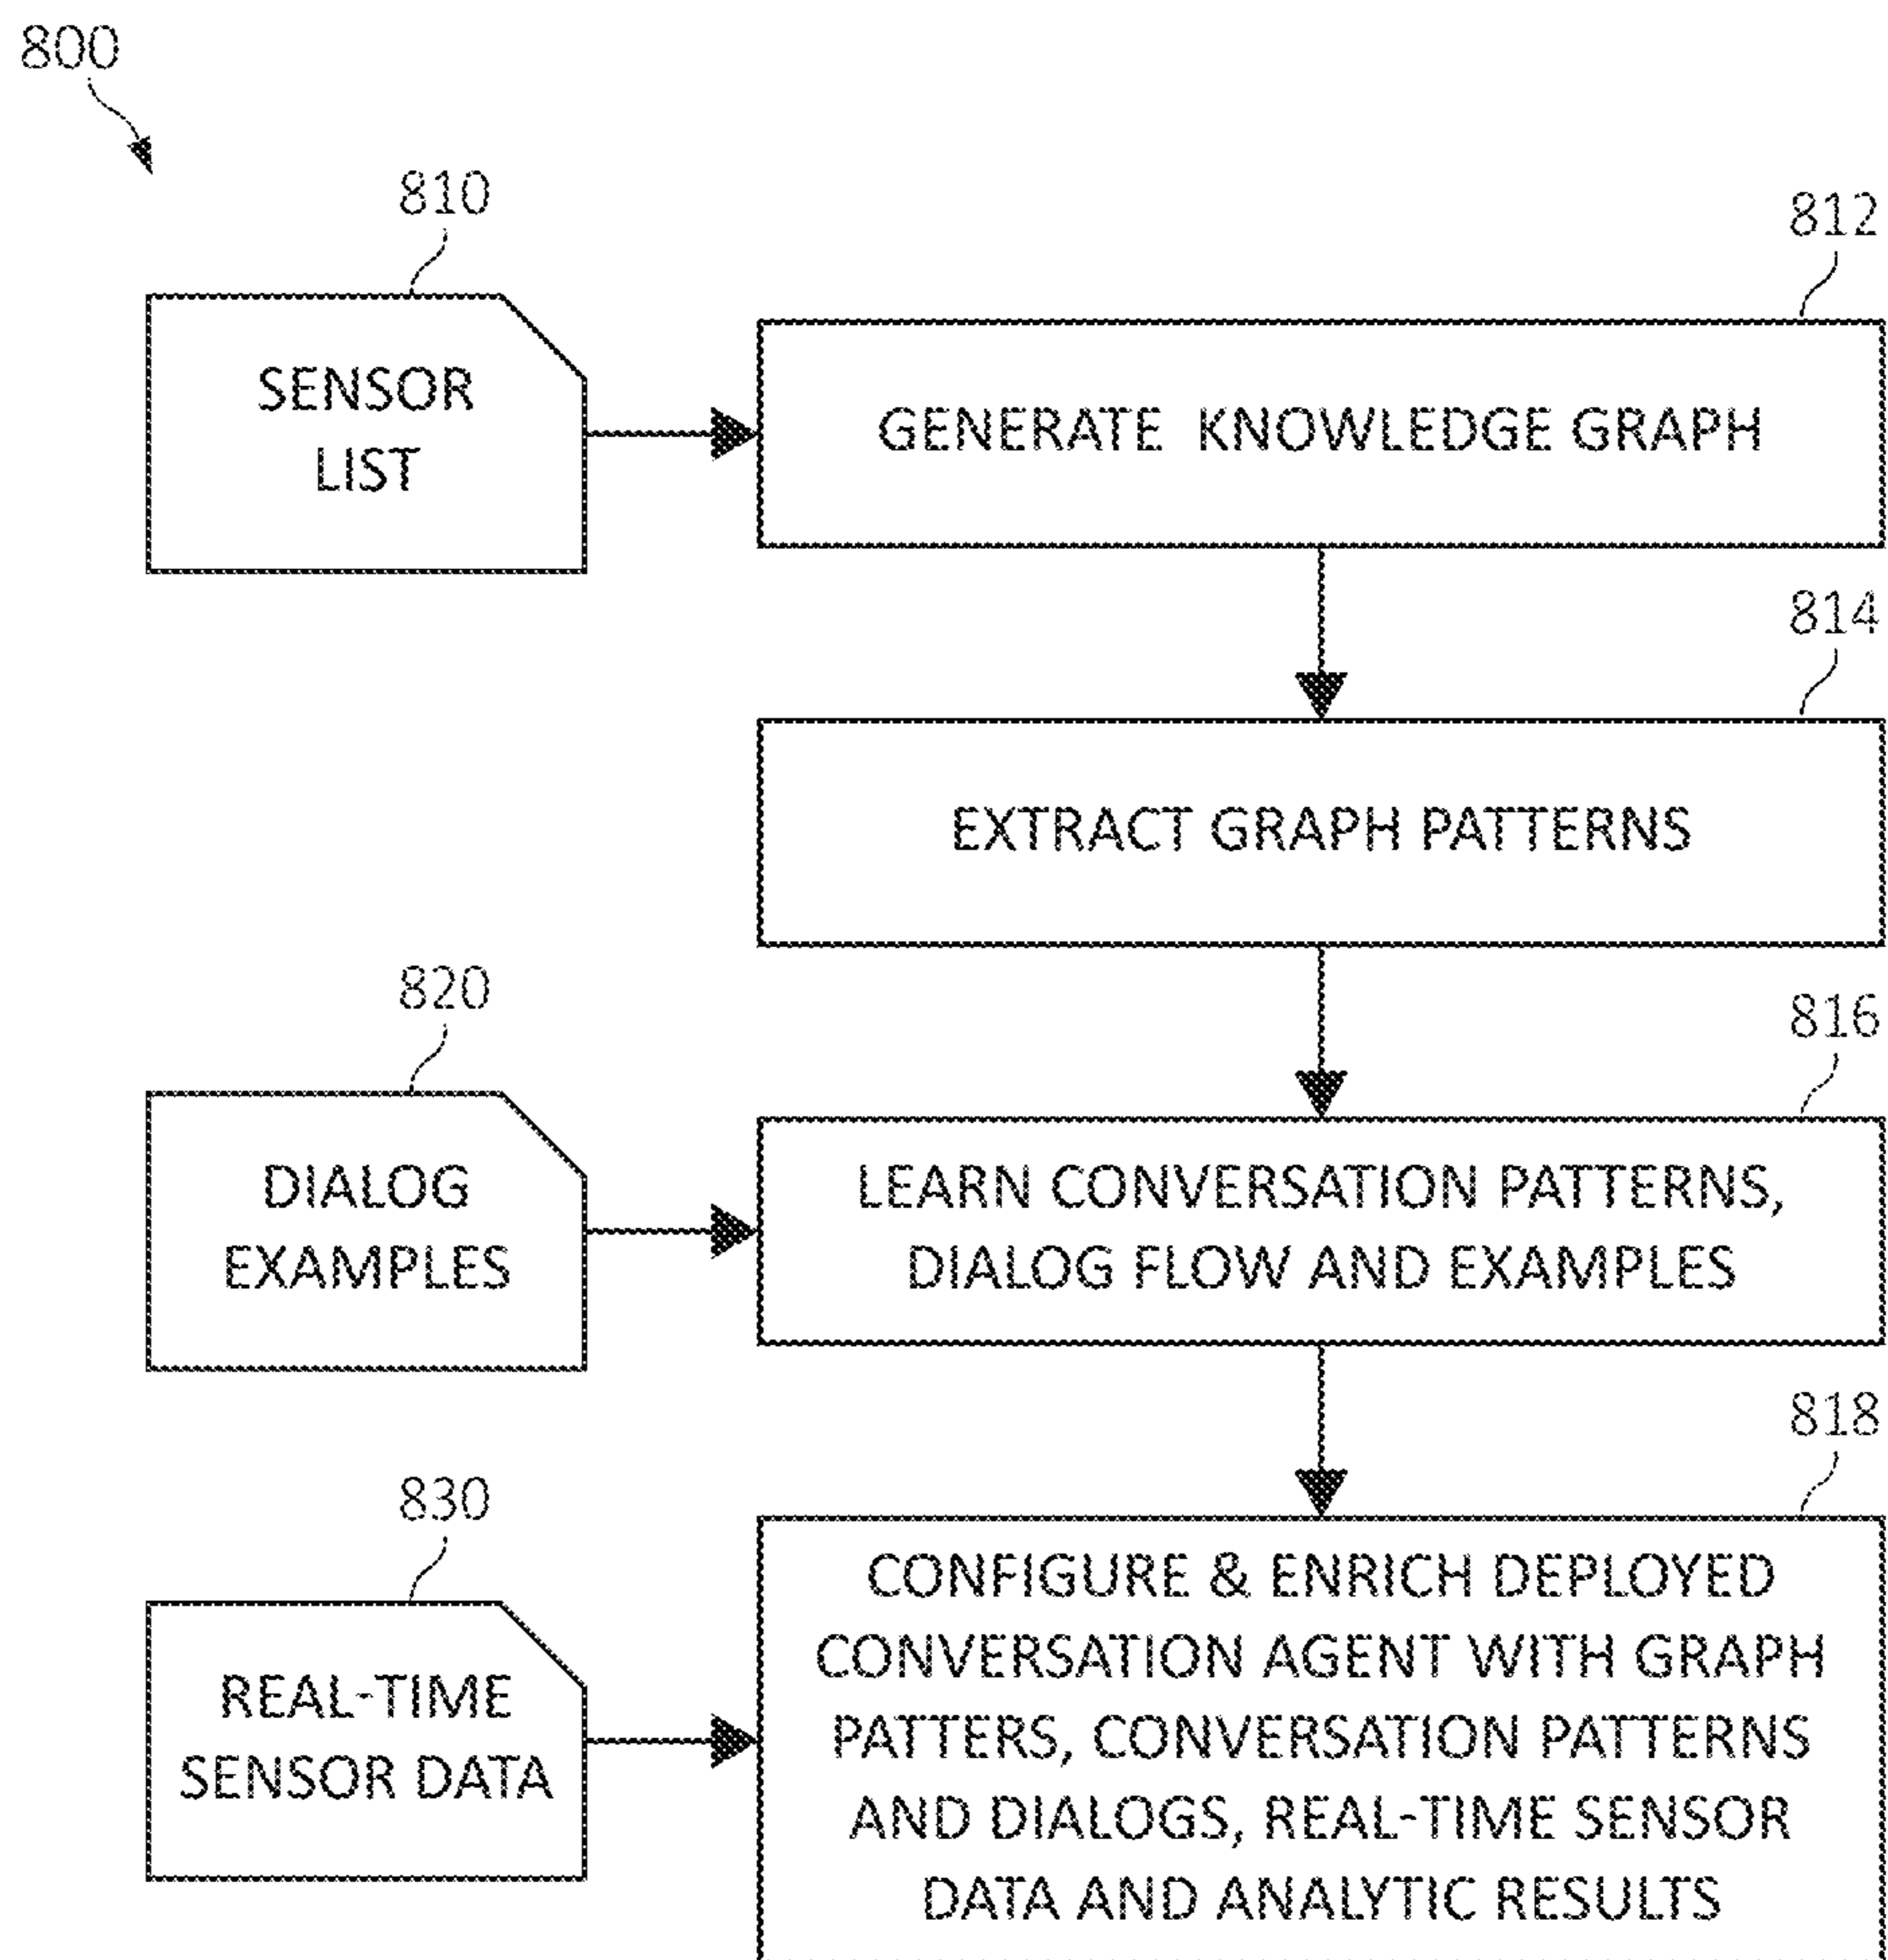 800
810
SENSOR
LIST
812
GENERATE KNOWLEDGE GRAPH
814
EXTRACT GRAPH PATTERNS
820
DIALOG
EXAMPLES
816
LEARN CONVERSATION PATTERNS,
DIALOG FLOW AND EXAMPLES
830
REAL-TIME
SENSOR DATA
818
CONFIGURE & ENRICH DEPLOYED
CONVERSATION AGENT WITH GRAPH
PATTERS, CONVERSATION PATTERNS
AND DIALOGS, REAL-TIME SENSOR
DATA AND ANALYTIC RESULTS